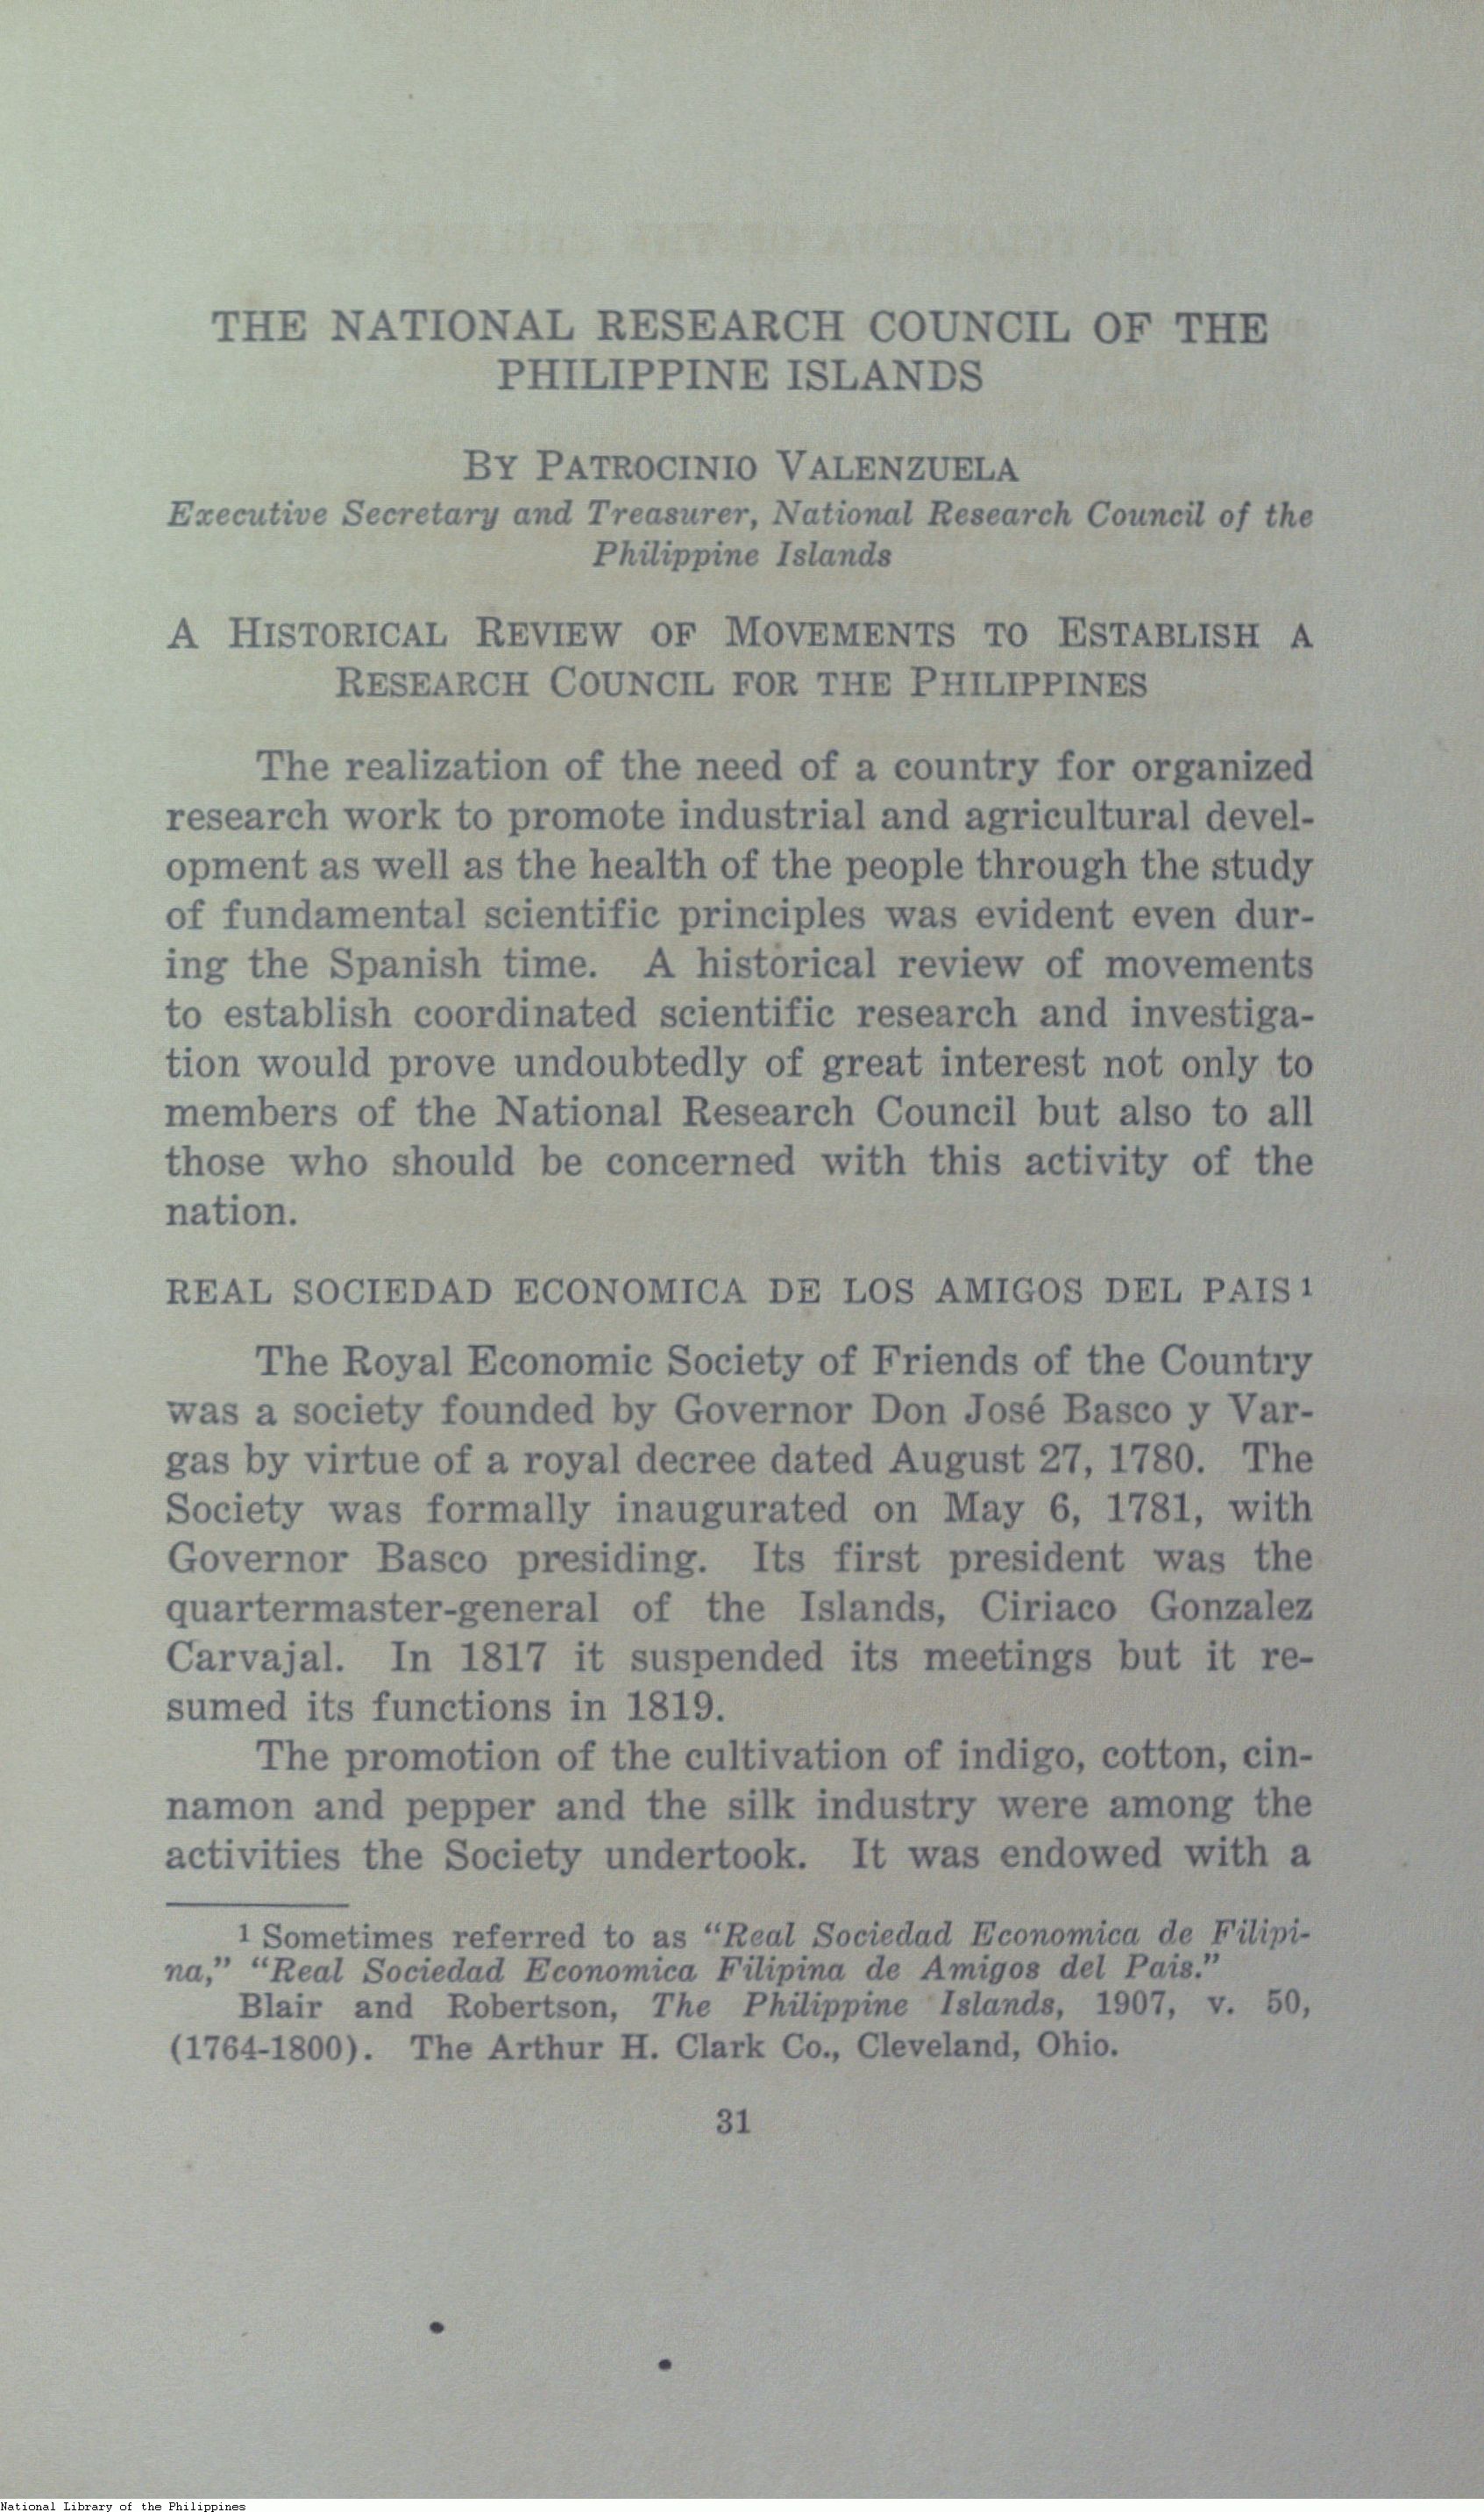 THE NATIONAL RESEARCH COUNCIL OF THE
PHILIPPINE ISLANDS
BY PATROCINIO VALENZUELA
Executive Secretary and Treasurer, National Research Council of the
Philippine Islands
A HISTORICAL REVIEW OF MOVEMENTS TO ESTABLISH A
RESEARCH COUNCIL FOR THE PHILIPPINES
The realization of the need of a country for organized
research work to promote industrial and agricultural devel-
opment as well as the health of the people through the study
of fundamental scientific principles was evident even dur-
ing the Spanish time. A historical review of movements
to establish coordinated scientific research and investiga-
tion would prove undoubtedly of great interest not only to
members of the National Research Council but also to all
those who should be concerned with this activity of the
nation.
REAL SOCIEDAD ECONOMICA DE LOS AMIGOS DEL PAIS 1
The Royal Economic Society of Friends of the Country
was a society founded by Governor Don José Basco y Var-
gas by virtue of a royal decree dated August 27, 1780. The
Society was formally inaugurated on May 6, 1781, with
Governor Basco presiding. Its first president was the
quartermaster-general of the Islands, Ciriaco Gonzalez
Carvajal. In 1817 it suspended its meetings but it re-
sumed its functions in 1819.
The promotion of the cultivation of indigo, cotton, cin-
namon and pepper and the silk industry were among the
activities the Society undertook. It was endowed with a
1 Sometimes referred to as "Real Sociedad Economica de Filipi-
na," "Real Sociedad Economica Filipina de Amigos del Pais."
Blair and Robertson, The Philippine Islands, 1907, v. 50,
(1764-1800). The Arthur H. Clark Co., Cleveland, Ohio.
31
National Library of the Philippines